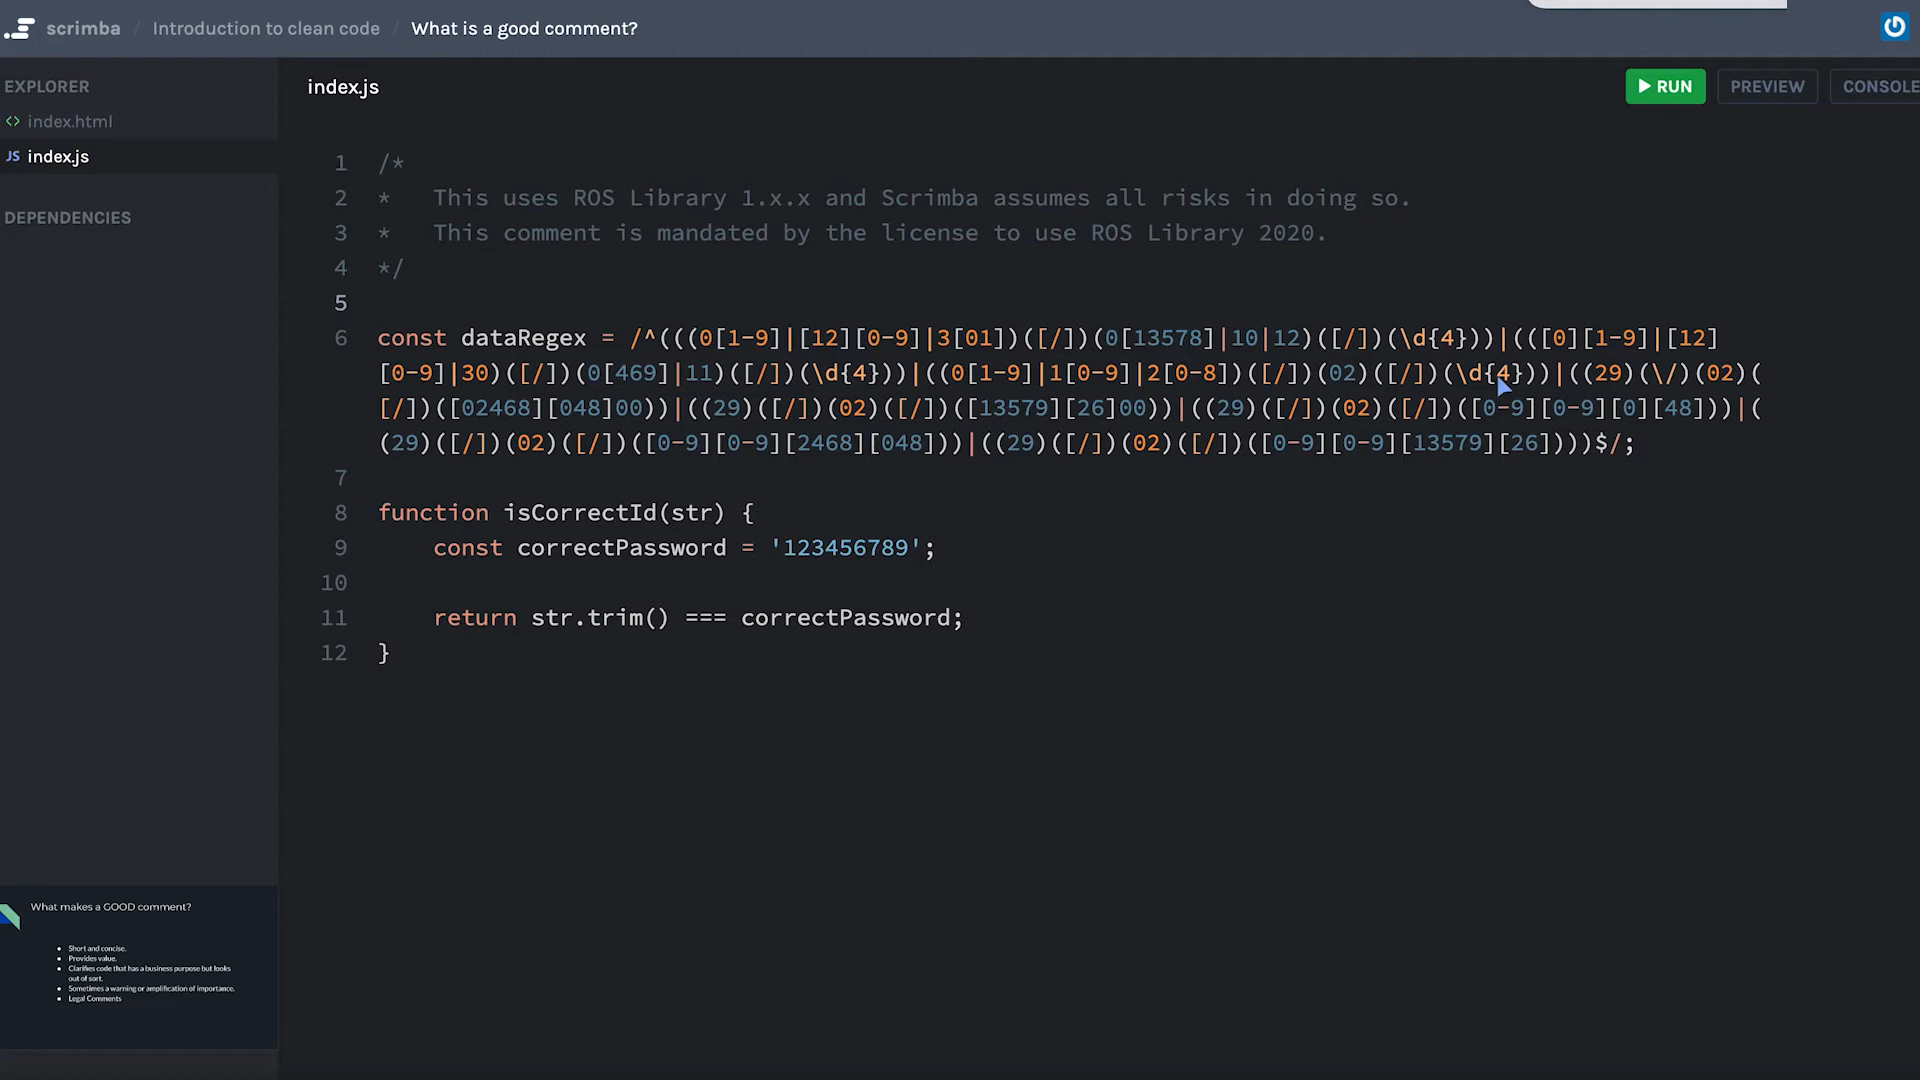 scrimba / Introduction to clean code / What is a good comment?
EXPLORER
<> index.html
JS index.js
DEPENDENCIES
index.js
RUN
PREVIEW
CONSOLE
1 /*
2 *   This uses ROS Library 1.x.x and Scrimba assumes all risks in doing so.
3 *   This comment is mandated by the license to use ROS Library 2020.
4 */
5
6 const dataRegex = /^(((0[1-9]|[12][0-9]|3[01])([/])(0[13578]|10|12)([/])(\d{4}))|(([0][1-9]|[12]
[0-9]|30)([/])(0[469]|11)([/])(\d{4}))|((0[1-9]|1[0-9]|2[0-8])([/])(02)([/])(\d{4}))|((29)(\/)(02)(
[/])([02468][048]00))|((29)([/])(02)([/])([13579][26]00))|((29)([/])(02)([/])([0-9][0-9][0][48]))|(
(29)([/])(02)([/])([0-9][0-9][2468][048]))|((29)([/])(02)([/])([0-9][0-9][13579][26])))$/;
7
8 function isCorrectId(str) {
9     const correctPassword = '123456789';
10
11     return str.trim() === correctPassword;
12 }
What makes a GOOD comment?
• Short and concise.
• Provides value.
• Clarifies code that has a business purpose but looks
out of sort.
• Sometimes a warning or amplification of importance.
• Legal Comments